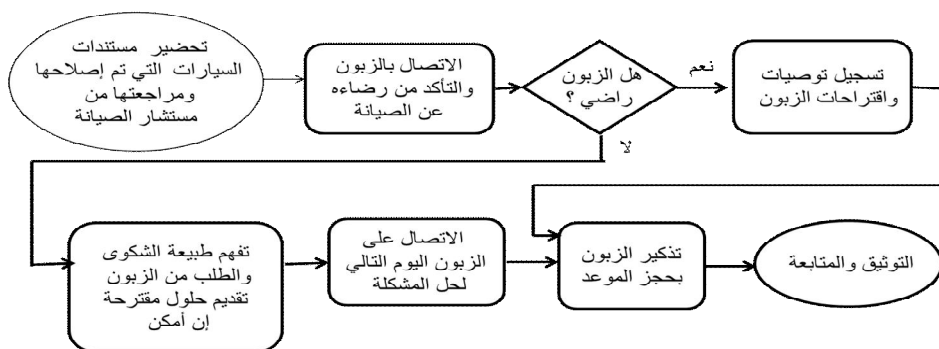 تحضير مستندات
السيارات التي تم إصلاحها
ومراجعتها من
مستشار الصيانة
الاتصال بالزبون
والتأكد من رضاءه
عن الصيانة
هل الزبون
راضي ؟
نعم
لا
تسجيل توصيات
واقتراحات الزبون
تفهم طبيعة الشكوى
والطلب من الزبون
تقديم حلول مقترحة
إن أمكن
الاتصال على
الزبون اليوم التالي
لحل المشكلة
تذكير الزبون
بحجز الموعد
التوثيق والمتابعة